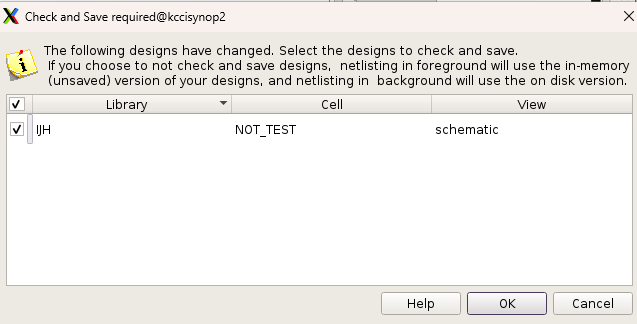 Check and Save required@kccisynop2
The following designs have changed. Select the designs to check and save.
If you choose to not check and save designs,  netlisting in foreground will use the in-memory
(unsaved) version of your designs, and netlisting in  background will use the on disk version.
Library Cell View
IJH NOT_TEST schematic
Help OK Cancel